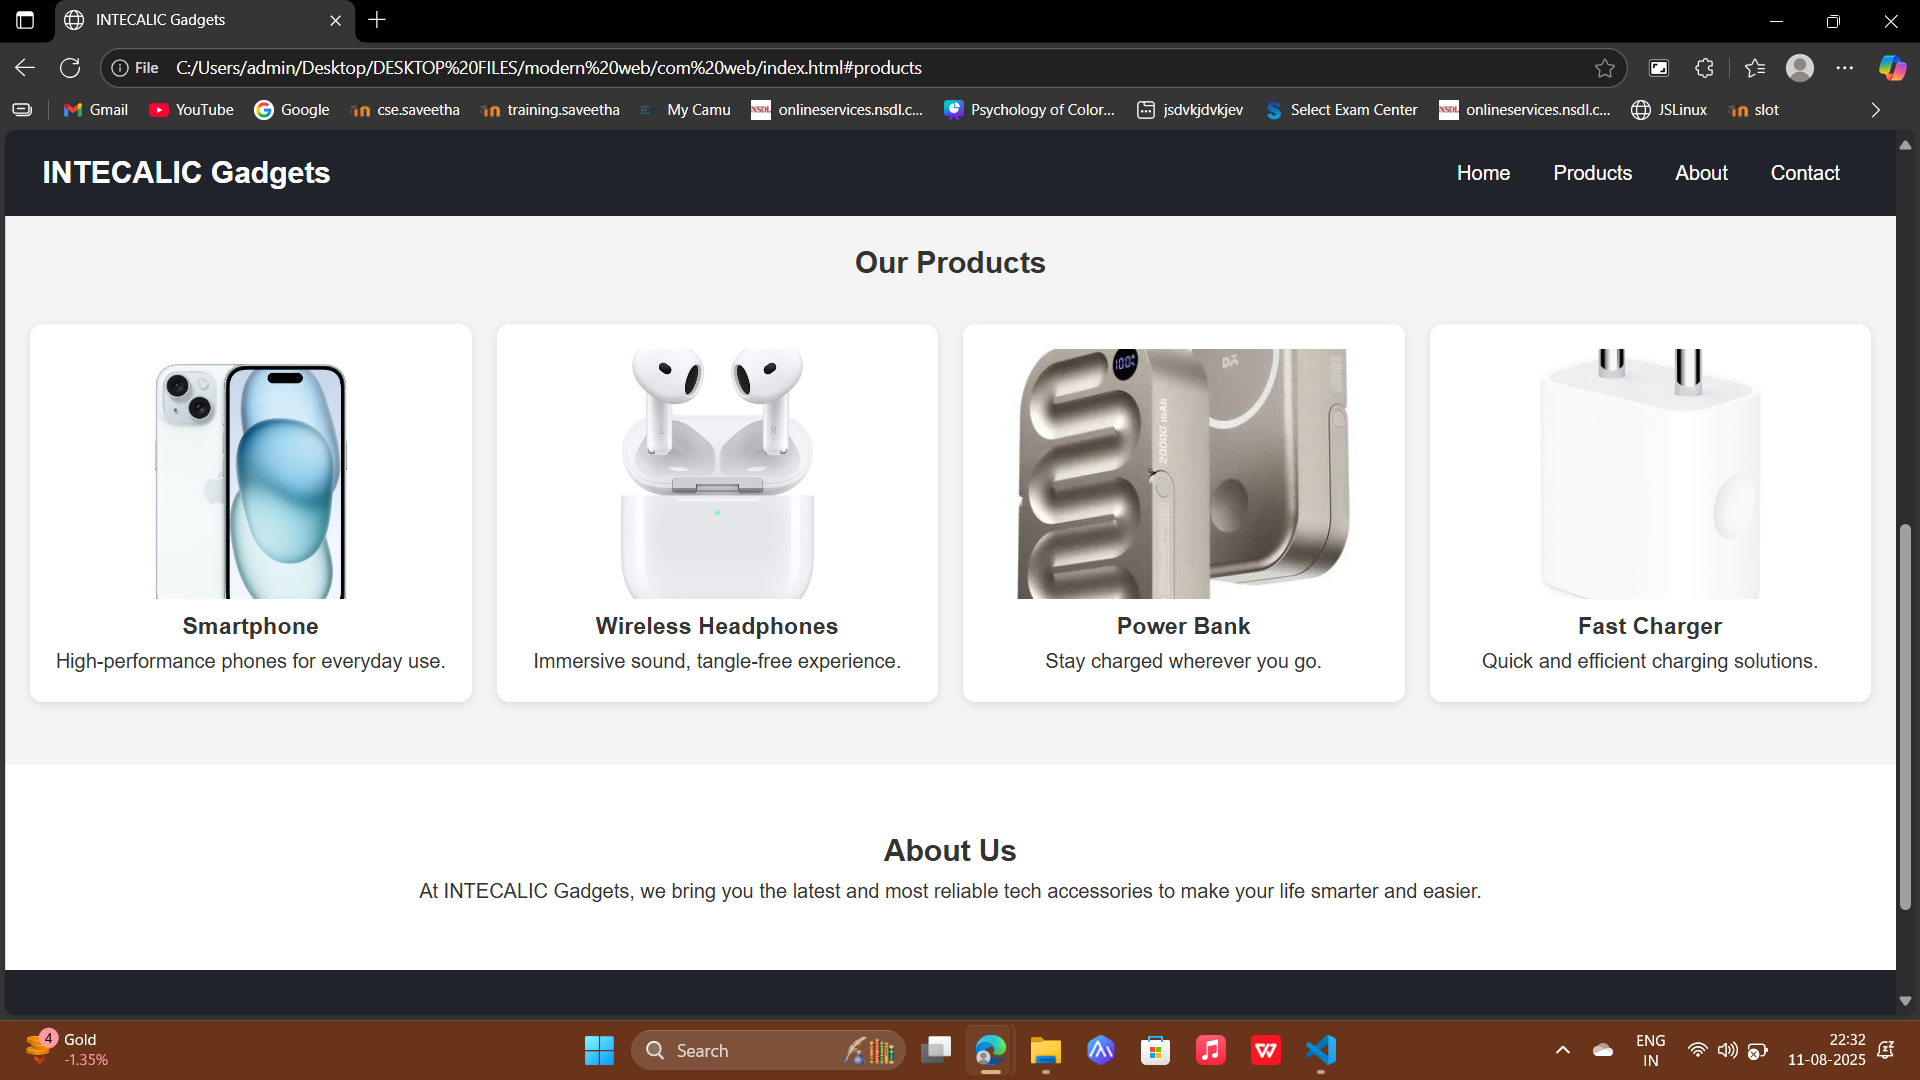 INTECALIC Gadgets
File C:/Users/admin/Desktop/DESKTOP%20FILES/modern%20web/com%20web/index.html#products
Gmail YouTube Google cse.saveetha training.saveetha My Camu onlineservices.nsdl.c... Psychology of Color... jsdvkjdvkjev Select Exam Center onlineservices.nsdl.c... JSLinux slot
INTECALIC Gadgets Home Products About Contact
Our Products
100%
20000 mAh
L R
Smartphone Wireless Headphones Power Bank Fast Charger
High-performance phones for everyday use. Immersive sound, tangle-free experience. Stay charged wherever you go. Quick and efficient charging solutions.
About Us
At INTECALIC Gadgets, we bring you the latest and most reliable tech accessories to make your life smarter and easier.
4 Gold
-1.35%
Search
ENG
IN
22:32
11-08-2025